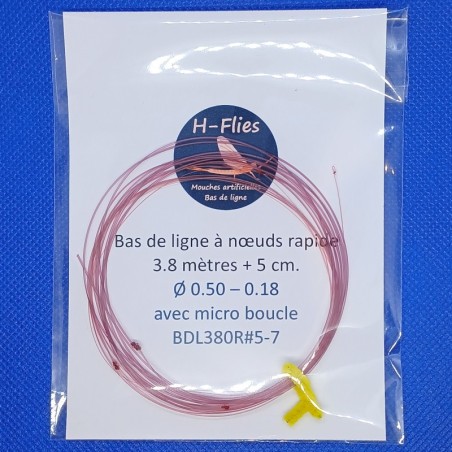 H-Flies
Mouches artificielles
Bas de ligne
Bas de ligne à nœuds rapide
3.8 mètres + 5 cm.
Ø 0.50 – 0.18
avec micro boucle
BDL380R#5-7